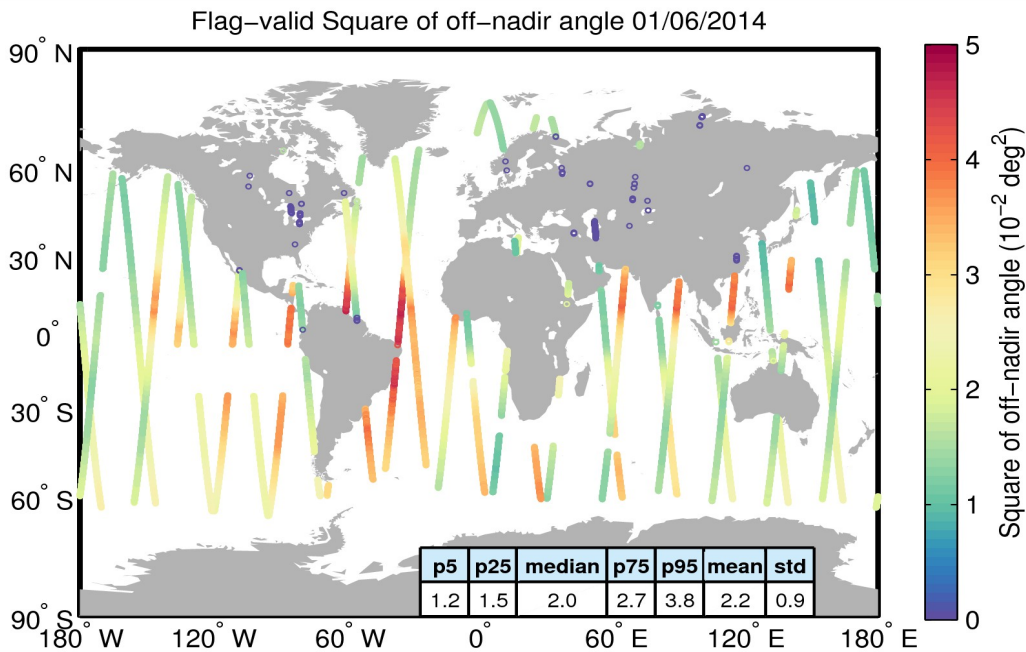 Flag−valid Square of off−nadir angle 01/06/2014
90° N
60° N
30° N
0°
30° S
60° S
90° S
180° W
120° W
60° W
0°
60° E
120° E
180° E
p5 p25 median p75 p95 mean std
1.2 1.5 2.0 2.7 3.8 2.2 0.9
5
4
3
2
1
0
Square of off−nadir angle (10⁻² deg²)